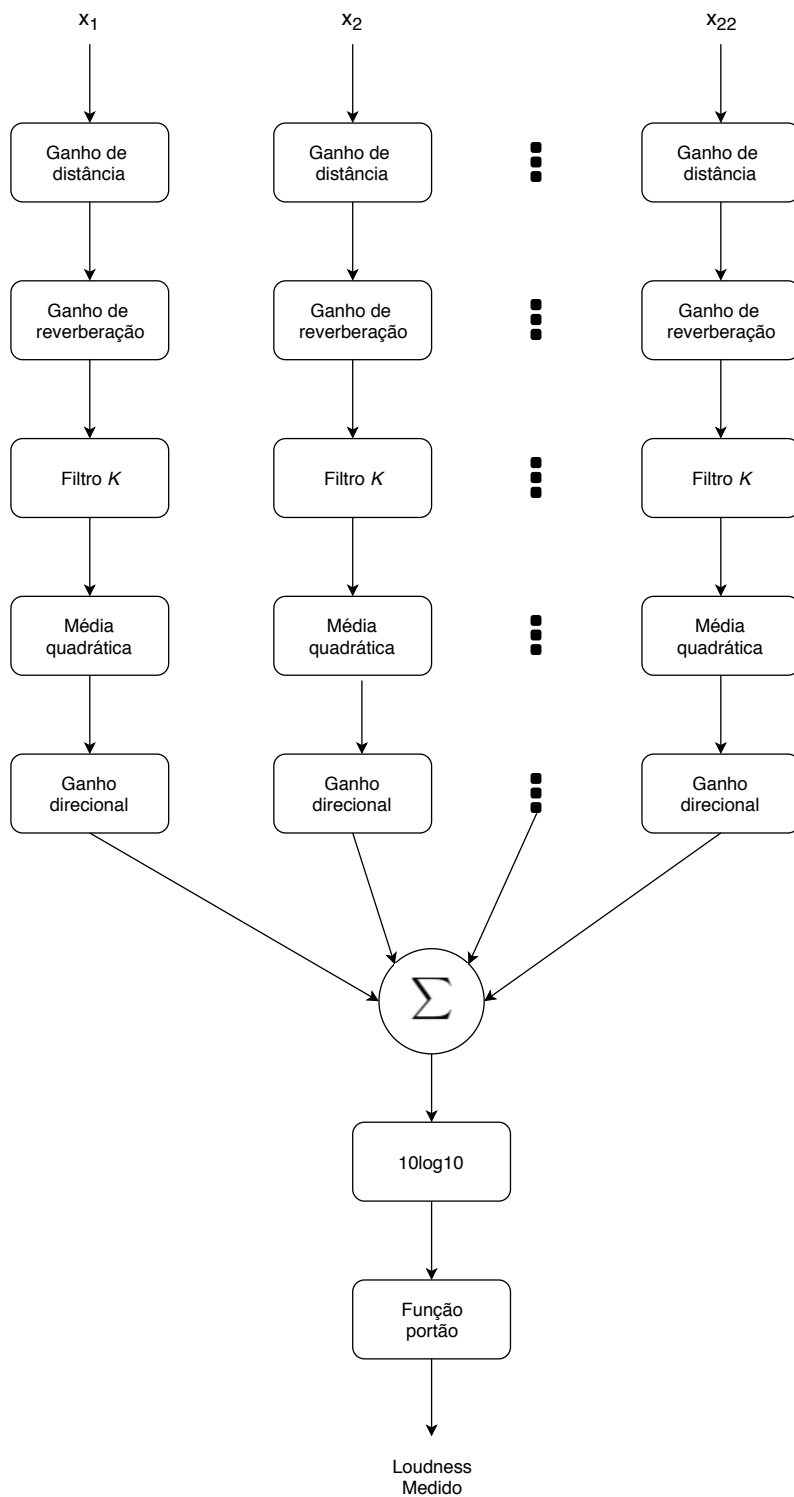 x1 x2 x22
Ganho de distância Ganho de distância Ganho de distância
Ganho de reverberação Ganho de reverberação Ganho de reverberação
Filtro K Filtro K Filtro K
Média quadrática Média quadrática Média quadrática
Ganho direcional Ganho direcional Ganho direcional
∑
10log10
Função
portão
Loudness
Medido